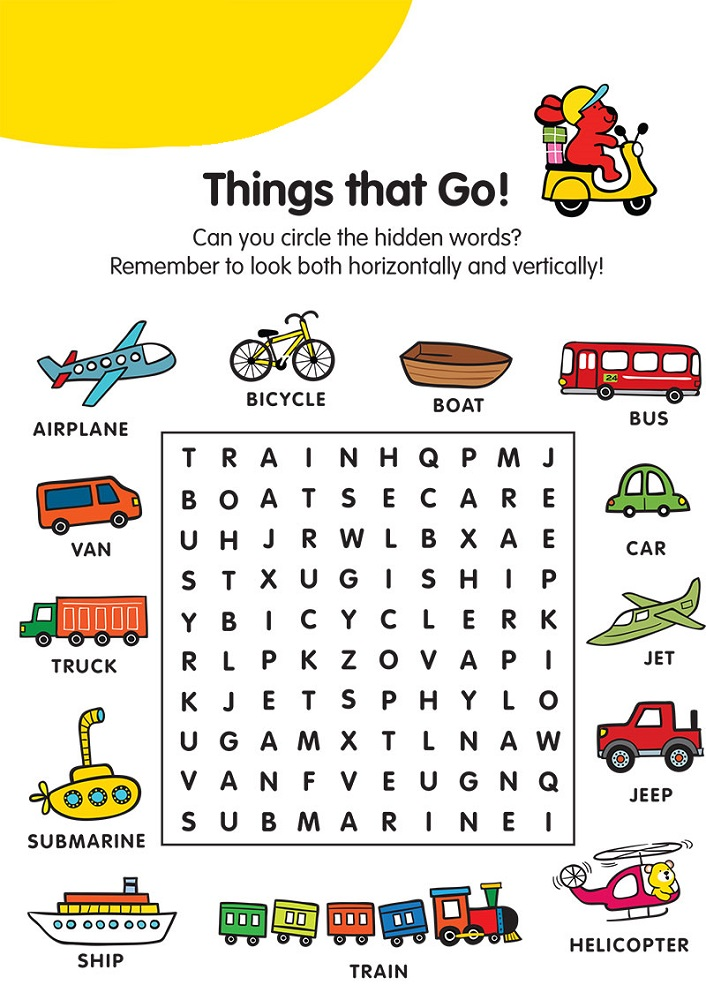 Things that Go!
Can you circle the hidden words?
Remember to look both horizontally and vertically!
AIRPLANE
BICYCLE
BOAT
24
BUS
T R A I N H Q P M J
B O A T S E C A R E
U H J R W L B X A E
S T X U G I S H I P
Y B I C Y C L E R K
R L P K Z O V A P I
K J E T S P H Y L O
U G A M X T L N A W
V A N F V E U G N Q
S U B M A R I N E I
VAN
CAR
TRUCK
JET
SUBMARINE
JEEP
SHIP
TRAIN
HELICOPTER